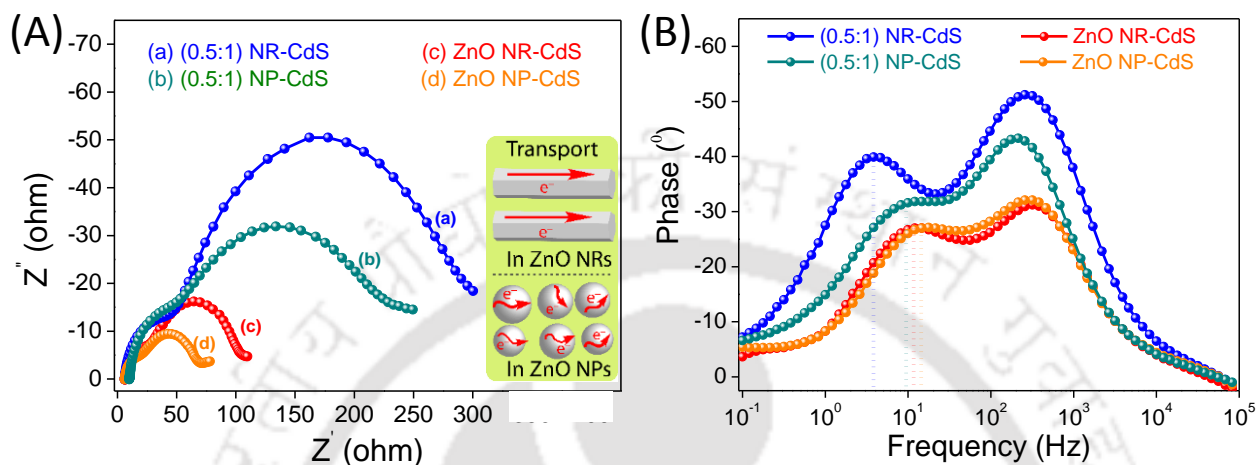 (A)
-70
-60
-50
-40
-30
-20
-10
0
Z" (ohm)
(a) (0.5:1) NR-CdS
(b) (0.5:1) NP-CdS
(c) ZnO NR-CdS
(d) ZnO NP-CdS
(a)
(b)
(c)
(d)
Transport
e⁻
e⁻
In ZnO NRs
e⁻
e⁻
e⁻
e⁻
e⁻
e⁻
In ZnO NPs
0 50 100 150 200 250 300
Z' (ohm)
(B)
-60
-50
-40
-30
-20
-10
0
Phase (⁰)
(0.5:1) NR-CdS
(0.5:1) NP-CdS
ZnO NR-CdS
ZnO NP-CdS
10⁻¹ 10⁰ 10¹ 10² 10³ 10⁴ 10⁵
Frequency (Hz)